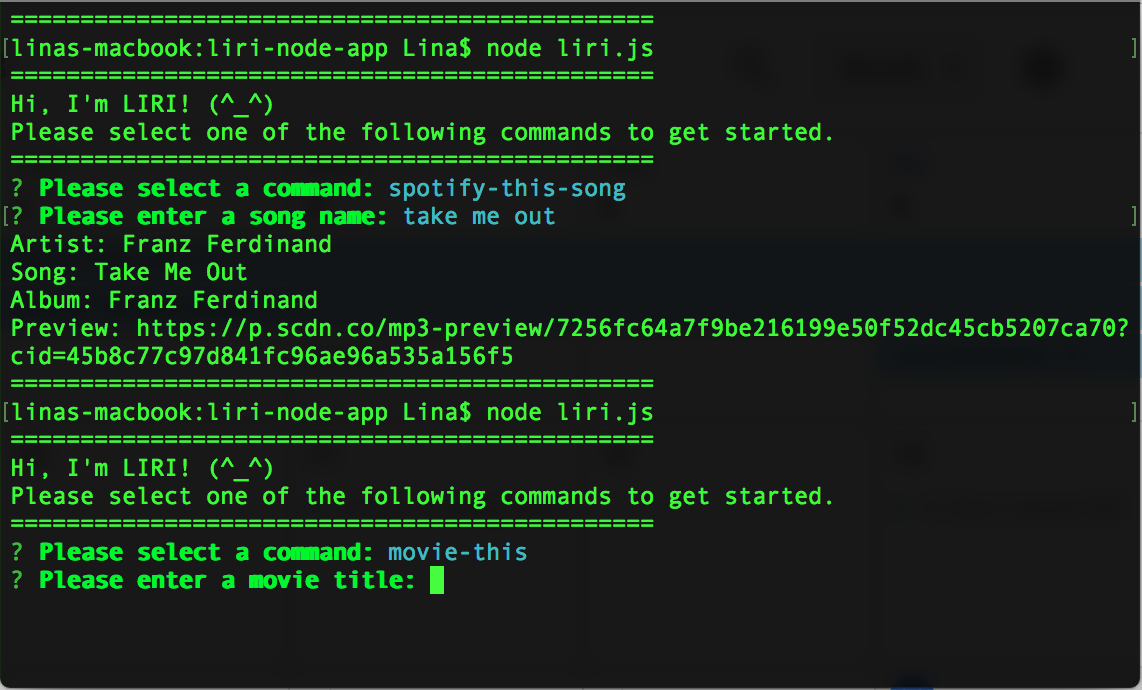 ==============================================
[linas-macbook:liri-node-app Lina$ node liri.js ]
==============================================
Hi, I'm LIRI! (^_^)
Please select one of the following commands to get started.
==============================================
? Please select a command: spotify-this-song
[? Please enter a song name: take me out ]
Artist: Franz Ferdinand
Song: Take Me Out
Album: Franz Ferdinand
Preview: https://p.scdn.co/mp3-preview/7256fc64a7f9be216199e50f52dc45cb5207ca70?
cid=45b8c77c97d841fc96ae96a535a156f5
==============================================
[linas-macbook:liri-node-app Lina$ node liri.js ]
==============================================
Hi, I'm LIRI! (^_^)
Please select one of the following commands to get started.
==============================================
? Please select a command: movie-this
? Please enter a movie title: